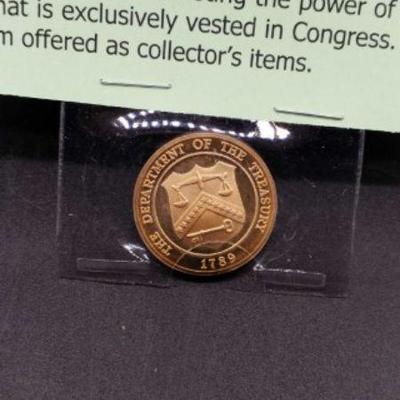 the power of
hat is exclusively vested in Congress.
m offered as collector's items.
THE DEPARTMENT OF THE TREASURY
1789